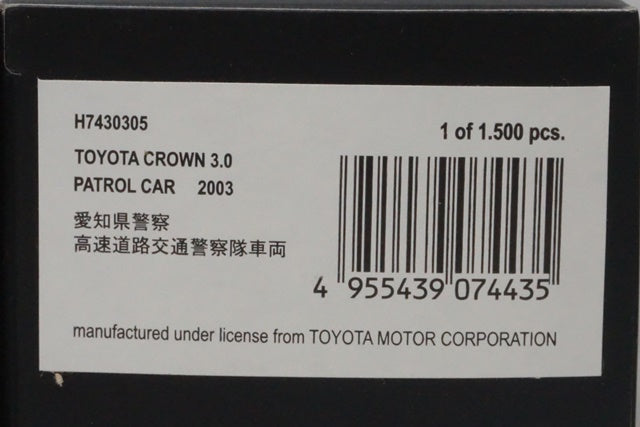 H7430305
1 of 1.500 pcs.
TOYOTA CROWN 3.0
PATROL CAR 2003
愛知県警察
高速道路交通警察隊車両
4 955439 074435
manufactured under license from TOYOTA MOTOR CORPORATION